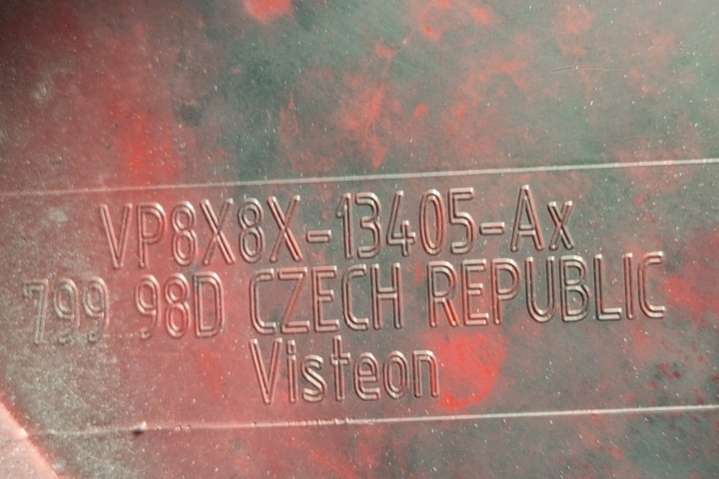 VP8X8X-13405-Ax
799 98D CZECH REPUBLIC
Visteon